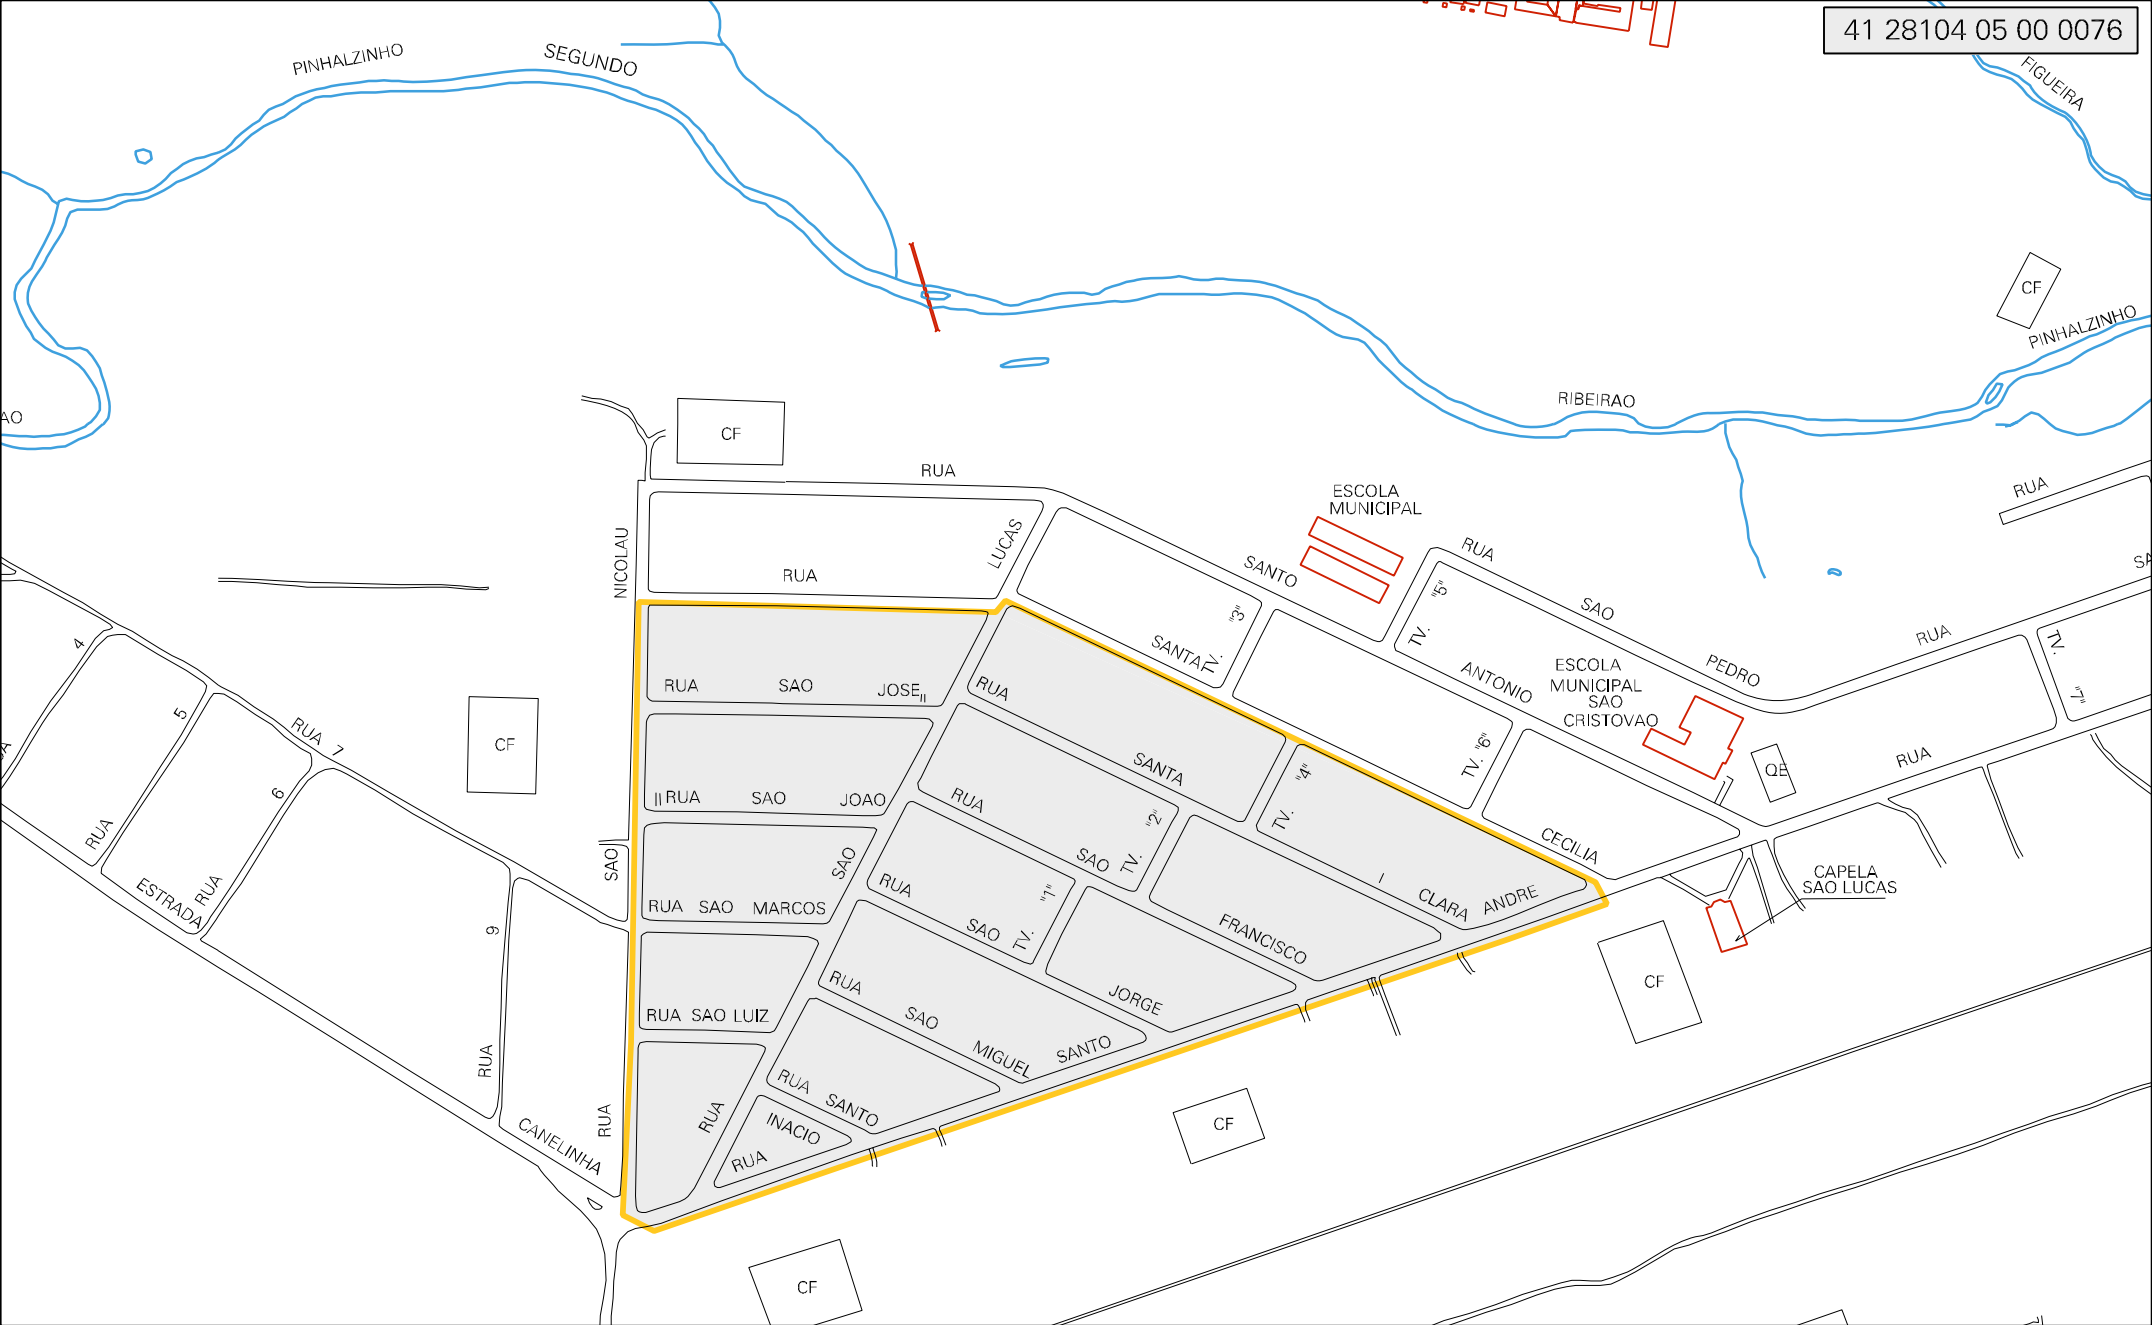 41 28104 05 00 0076
PINHALZINHO
SEGUNDO
FIGUEIRA
CF
PINHALZINHO
RIBEIRAO
AO
CF
RUA
ESCOLA
MUNICIPAL
RUA
NICOLAU
LUCAS
RUA
SANTO
RUA
"5"
SAO
"3"
TV.
SANTA
TV.
RUA
TV.
SA
4
ESCOLA
MUNICIPAL
SAO
CRISTOVAO
PEDRO
ANTONIO
RUA SAO JOSE
II
RUA
"7"
5
RUA 7
CF
"6"
TV.
QE
RUA
SANTA
"4"
TV.
6
II RUA SAO JOAO
RUA
"2"
TV.
SAO
CECILIA
RUA
ESTRADA
RUA
SAO
SAO
RUA
"1"
TV.
SAO
I
CLARA
ANDRE
CAPELA
SAO LUCAS
RUA SAO MARCOS
9
FRANCISCO
CF
RUA SAO LUIZ
RUA
SAO
MIGUEL
SANTO
JORGE
RUA
RUA
CANELINHA
RUA
RUA
SANTO
INACIO
RUA
CF
CF